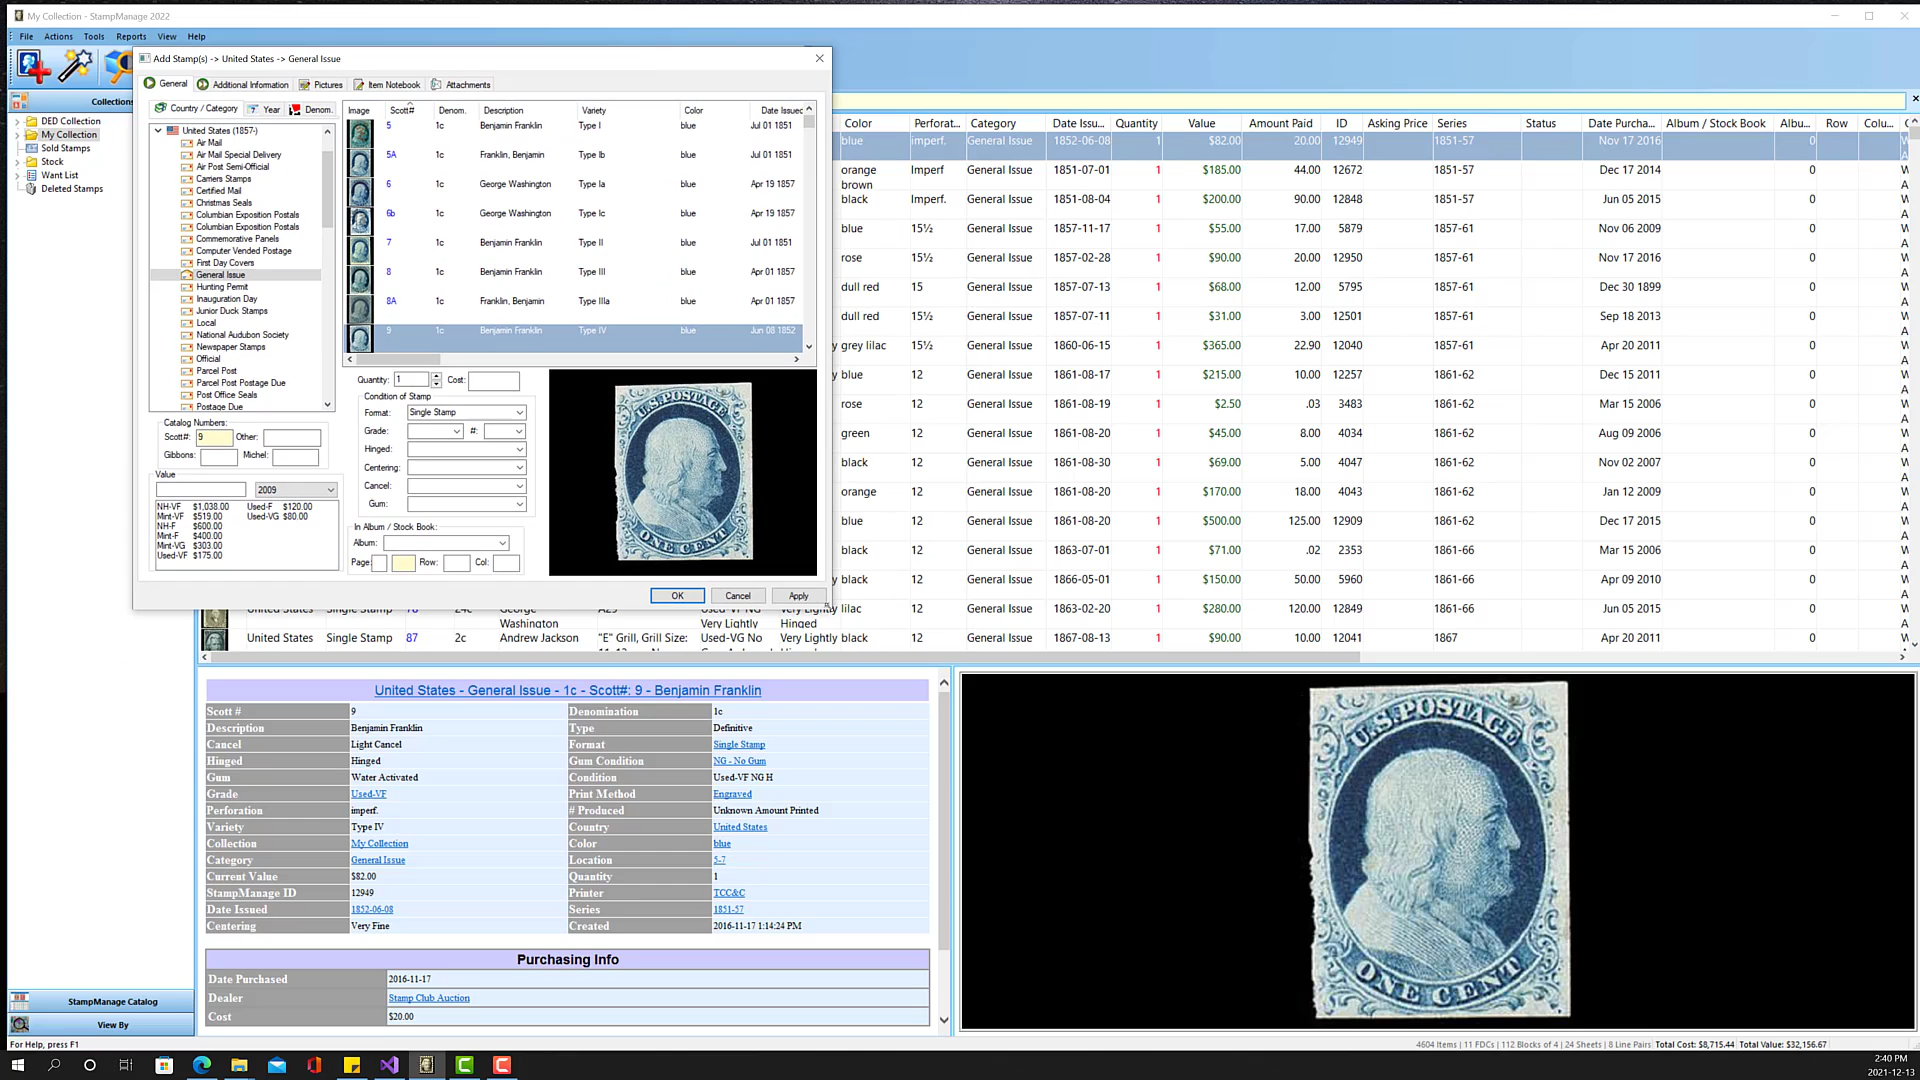 My Collection - StampManage 2022
File Actions Tools Reports View Help
Collections
DED Collection
My Collection
Sold Stamps
Stock
Want List
Deleted Stamps
StampManage Catalog
View By
Add Stamp(s) -> United States -> General Issue
General Additional Information Pictures Item Notebook Attachments
Country / Category Year Denom.
United States (1857-)
Air Mail
Air Mail Special Delivery
Air Post Semi-Official
Carriers Stamps
Certified Mail
Christmas Seals
Columbian Exposition Postals
Columbian Exposition Postals
Commemorative Panels
Computer Vended Postage
First Day Covers
General Issue
Hunting Permit
Inauguration Day
Junior Duck Stamps
Local
National Audubon Society
Newspaper Stamps
Official
Parcel Post
Parcel Post Postage Due
Post Office Seals
Postage Due
Image Scott# Denom. Description Variety Color Date Issued
5 1c Benjamin Franklin Type I blue Jul 01 1851
5A 1c Franklin, Benjamin Type Ib blue Jul 01 1851
6 1c George Washington Type Ia blue Apr 19 1857
6b 1c George Washington Type Ic blue Apr 19 1857
7 1c Benjamin Franklin Type II blue Jul 01 1851
8 1c Benjamin Franklin Type III blue Apr 01 1857
8A 1c Franklin, Benjamin Type IIIa blue Apr 01 1857
9 1c Benjamin Franklin Type IV blue Jun 08 1852
Catalog Numbers:
Scott#: 9 Other:
Gibbons: Michel:
Value
2009
NH-VF $1,038.00 Used-F $120.00
Mint-VF $519.00 Used-VG $80.00
NH-F $600.00
Mint-F $400.00
Mint-VG $303.00
Used-VF $175.00
Quantity: 1 Cost:
Condition of Stamp
Format: Single Stamp
Grade: #:
Hinged:
Centering:
Cancel:
Gum:
In Album / Stock Book:
Album:
Page: Row: Col:
U.S. POSTAGE
ONE CENT
OK Cancel Apply
Color Perforat... Category Date Issu... Quantity Value Amount Paid ID Asking Price Series Status Date Purcha... Album / Stock Book Albu... Row Colu...
blue imperf. General Issue 1852-06-08 1 $82.00 20.00 12949 1851-57 Nov 17 2016 0
orange brown Imperf General Issue 1851-07-01 1 $185.00 44.00 12672 1851-57 Dec 17 2014 0
black Imperf. General Issue 1851-08-04 1 $200.00 90.00 12848 1851-57 Jun 05 2015 0
blue 15½ General Issue 1857-11-17 1 $55.00 17.00 5879 1857-61 Nov 06 2009 0
rose 15½ General Issue 1857-02-28 1 $90.00 20.00 12950 1857-61 Nov 17 2016 0
dull red 15 General Issue 1857-07-13 1 $68.00 12.00 5795 1857-61 Dec 30 1899 0
dull red 15½ General Issue 1857-07-11 1 $31.00 3.00 12501 1857-61 Sep 18 2013 0
grey lilac 15½ General Issue 1860-06-15 1 $365.00 22.90 12040 1857-61 Apr 20 2011 0
blue 12 General Issue 1861-08-17 1 $215.00 10.00 12257 1861-62 Dec 15 2011 0
rose 12 General Issue 1861-08-19 1 $2.50 .03 3483 1861-62 Mar 15 2006 0
green 12 General Issue 1861-08-20 1 $45.00 8.00 4034 1861-62 Aug 09 2006 0
black 12 General Issue 1861-08-30 1 $69.00 5.00 4047 1861-62 Nov 02 2007 0
orange 12 General Issue 1861-08-20 1 $170.00 18.00 4043 1861-62 Jan 12 2009 0
blue 12 General Issue 1861-08-20 1 $500.00 125.00 12909 1861-62 Dec 17 2015 0
black 12 General Issue 1863-07-01 1 $71.00 .02 2353 1861-66 Mar 15 2006 0
black 12 General Issue 1866-05-01 1 $150.00 50.00 5960 1861-66 Apr 09 2010 0
United States Single Stamp 78 24c George Washington A29 Used-VF NG Very Lightly Hinged Very Lightly lilac 12 General Issue 1863-02-20 1 $280.00 120.00 12849 1861-66 Jun 05 2015 0
United States Single Stamp 87 2c Andrew Jackson "E" Grill, Grill Size: Used-VG No Very Lightly black 12 General Issue 1867-08-13 1 $90.00 10.00 12041 1867 Apr 20 2011 0
United States - General Issue - 1c - Scott#: 9 - Benjamin Franklin
Scott # 9 Denomination 1c
Description Benjamin Franklin Type Definitive
Cancel Light Cancel Format Single Stamp
Hinged Hinged Gum Condition NG - No Gum
Gum Water Activated Condition Used-VF NG H
Grade Used-VF Print Method Engraved
Perforation imperf. # Produced Unknown Amount Printed
Variety Type IV Country United States
Collection My Collection Color blue
Category General Issue Location 5-7
Current Value $82.00 Quantity 1
StampManage ID 12949 Printer TCC&C
Date Issued 1852-06-08 Series 1851-57
Centering Very Fine Created 2016-11-17 1:14:24 PM
Purchasing Info
Date Purchased 2016-11-17
Dealer Stamp Club Auction
Cost $20.00
U.S. POSTAGE
ONE CENT
For Help, press F1
4604 Items | 11 FDCs | 112 Blocks of 4 | 24 Sheets | 8 Line Pairs Total Cost: $8,715.44 Total Value: $32,156.67
2:40 PM
2021-12-13